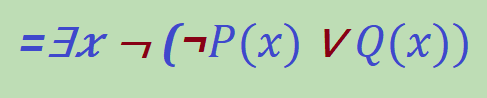 =∃x ¬ (¬P(x) ∨ Q(x))